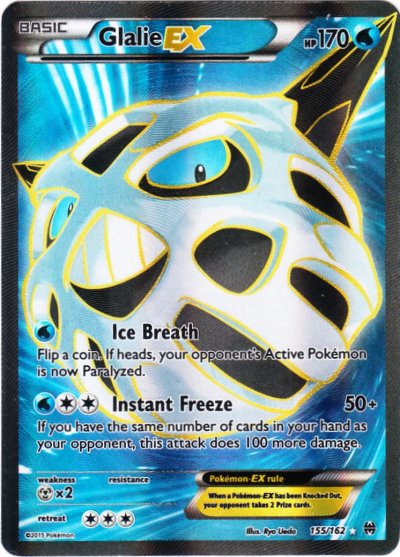 BASIC
Glalie EX HP 170
Ice Breath
Flip a coin. If heads, your opponent's Active Pokémon
is now Paralyzed.
Instant Freeze 50+
If you have the same number of cards in your hand as
your opponent, this attack does 100 more damage.
weakness resistance
×2
Pokémon-EX rule
When a Pokémon-EX has been Knocked Out,
your opponent takes 2 Prize cards.
retreat
©2015 Pokémon Illus. Ryo Ueda 155/162